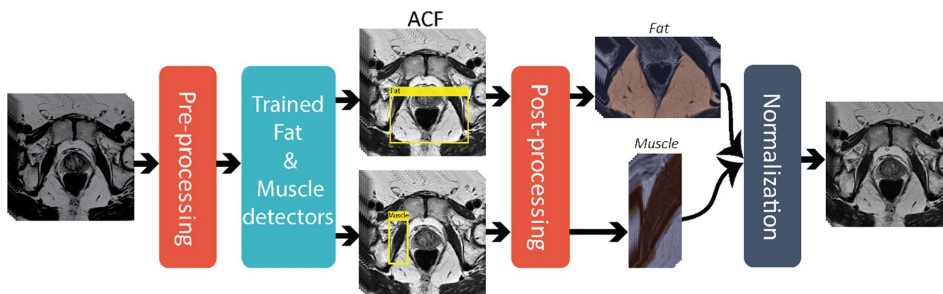 Pre-processing
Trained
Fat
&
Muscle
detectors
ACF
Fat
Muscle
Post-processing
Fat
Muscle
Normalization